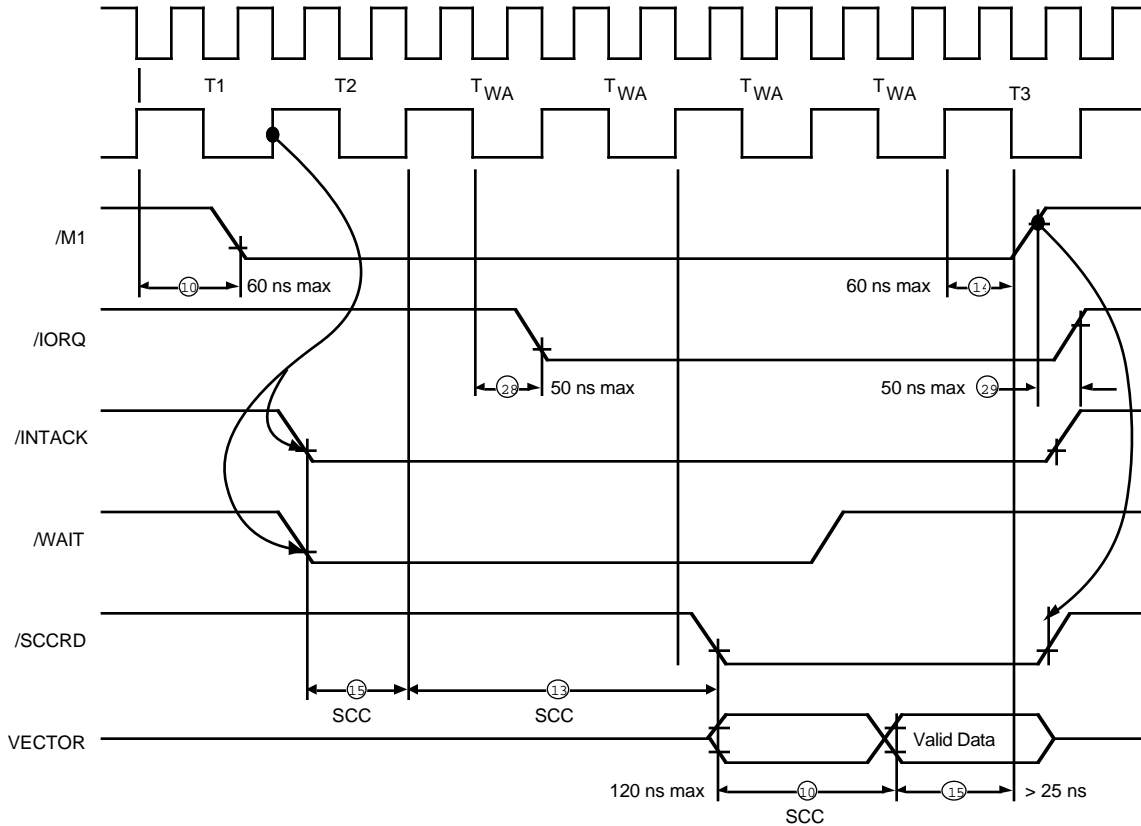 T1 T2 TWA TWA TWA TWA T3
/M1
10 60 ns max 60 ns max 14
/IORQ
28 50 ns max 50 ns max 29
/INTACK
/WAIT
/SCCRD
15 13
SCC SCC
VECTOR Valid Data
120 ns max 10 15 > 25 ns
SCC